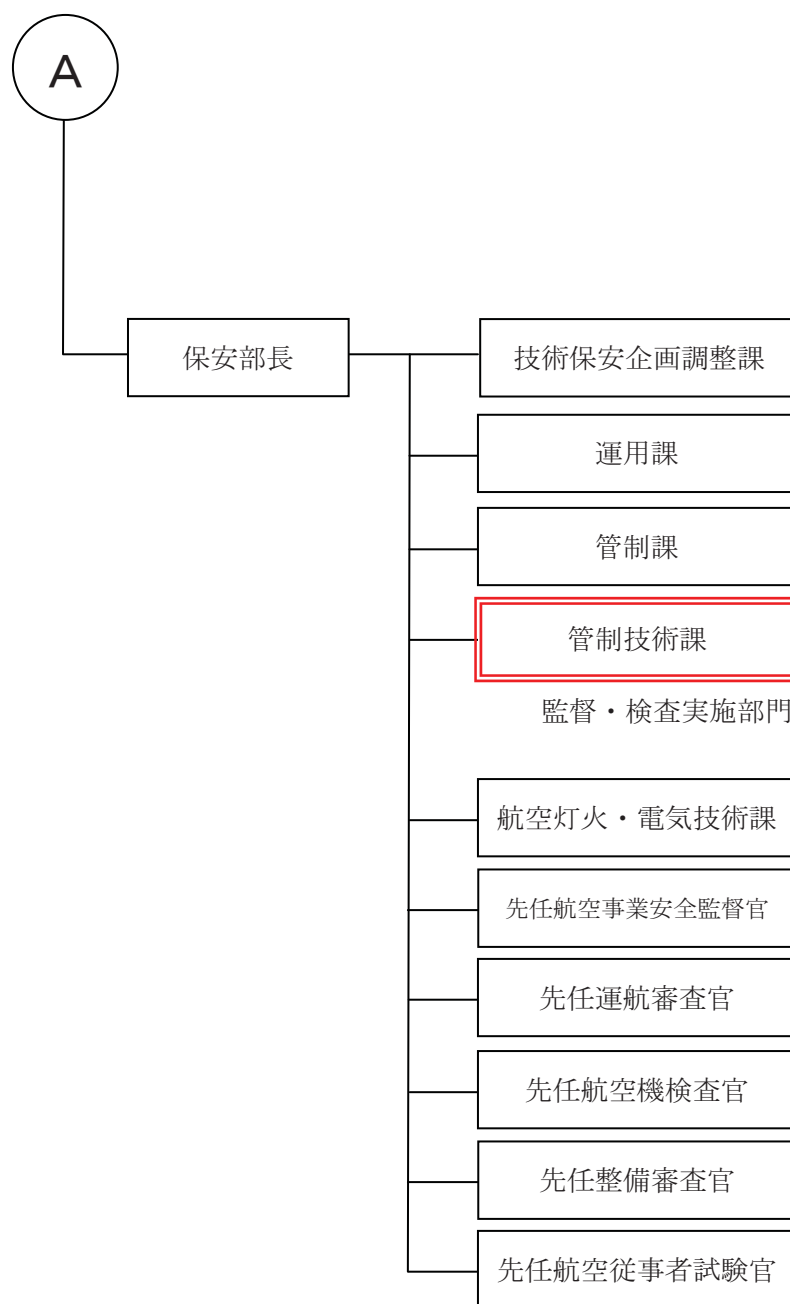 A
保安部長
技術保安企画調整課
運用課
管制課
管制技術課
監督・検査実施部門
航空灯火・電気技術課
先任航空事業安全監督官
先任運航審査官
先任航空機検査官
先任整備審査官
先任航空従事者試験官